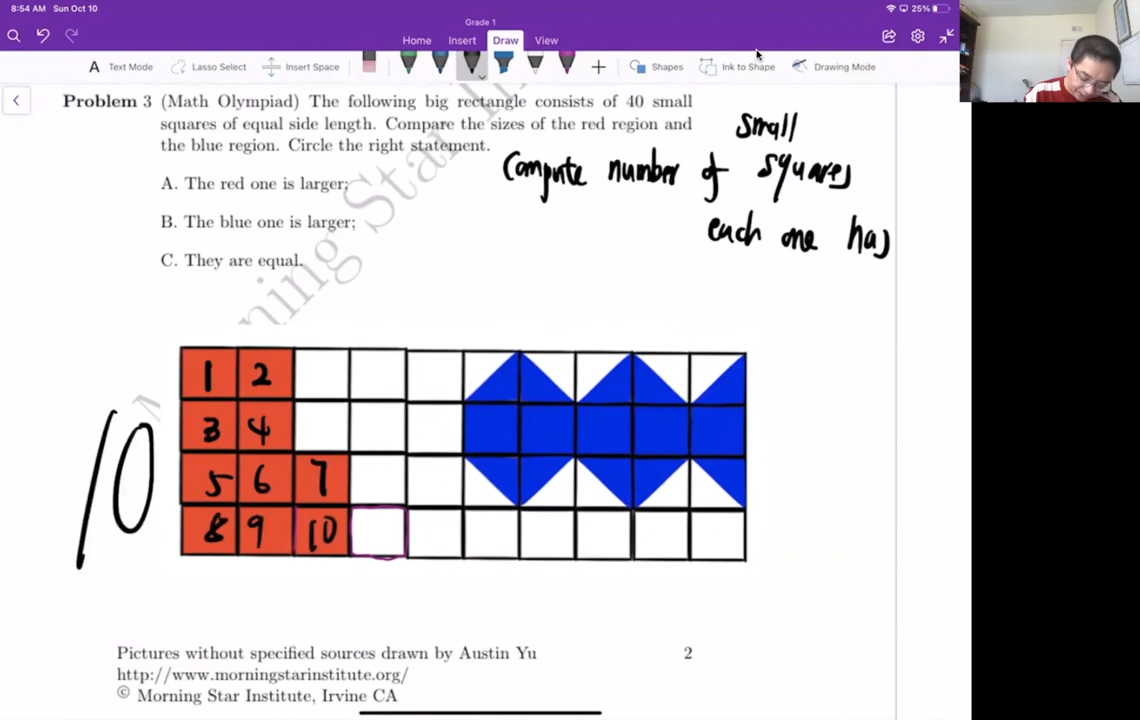 8:54 AM Sun Oct 10
25%
Grade 1
Home Insert Draw View
Text Mode Lasso Select Insert Space Shapes Ink to Shape Drawing Mode
Problem 3 (Math Olympiad) The following big rectangle consists of 40 small
squares of equal side length. Compare the sizes of the red region and
the blue region. Circle the right statement.
small
Compute number of squares
each one has
A. The red one is larger;
B. The blue one is larger;
C. They are equal.
1 2
3 4
5 6 7
8 9 10
10
Pictures without specified sources drawn by Austin Yu 2
http://www.morningstarinstitute.org/
© Morning Star Institute, Irvine CA